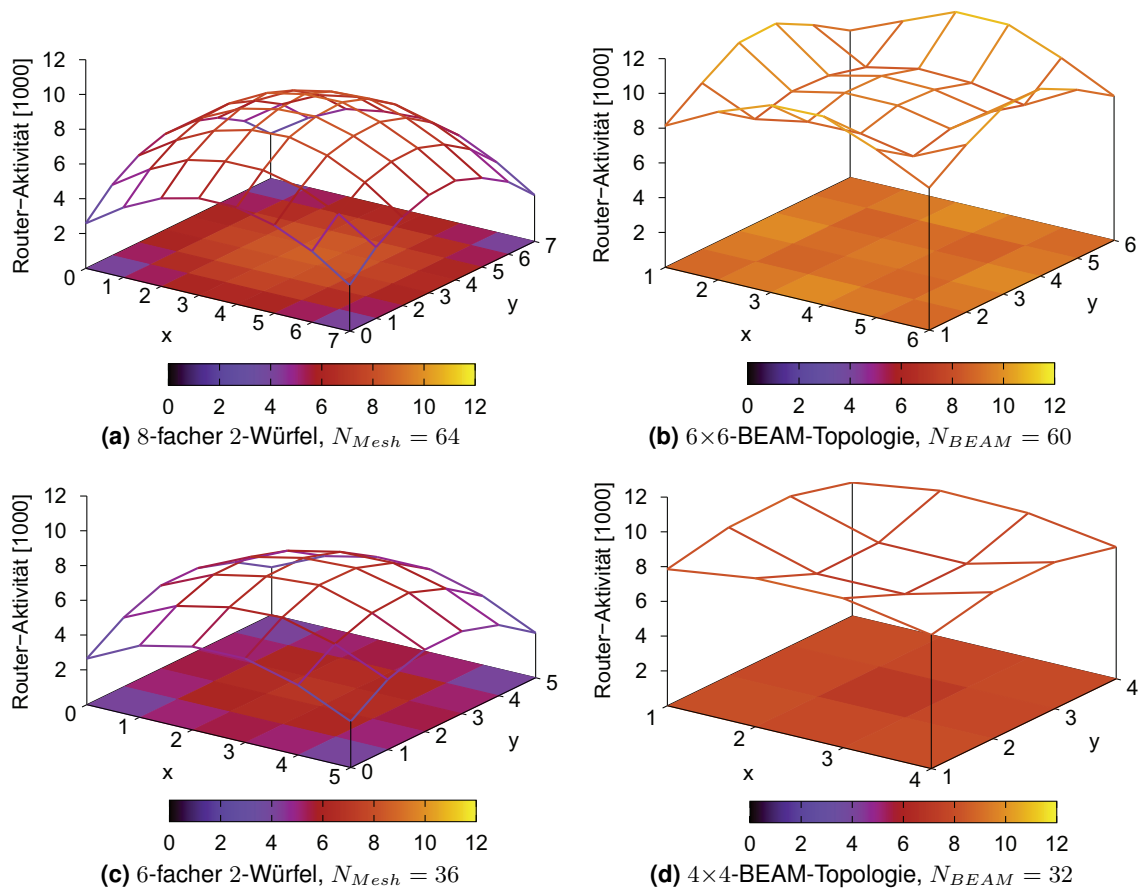 Router−Aktivität [1000]
12
10
8
6
4
2
0 1 2 3 4 5 6 7
x
0 1 2 3 4 5 6 7
y
0 2 4 6 8 10 12
(a) 8-facher 2-Würfel, N_Mesh = 64
Router−Aktivität [1000]
12
10
8
6
4
2
1 2 3 4 5 6
x
1 2 3 4 5 6
y
0 2 4 6 8 10 12
(b) 6×6-BEAM-Topologie, N_BEAM = 60
Router−Aktivität [1000]
12
10
8
6
4
2
0 1 2 3 4 5
x
0 1 2 3 4 5
y
0 2 4 6 8 10 12
(c) 6-facher 2-Würfel, N_Mesh = 36
Router−Aktivität [1000]
12
10
8
6
4
2
1 2 3 4
x
1 2 3 4
y
0 2 4 6 8 10 12
(d) 4×4-BEAM-Topologie, N_BEAM = 32